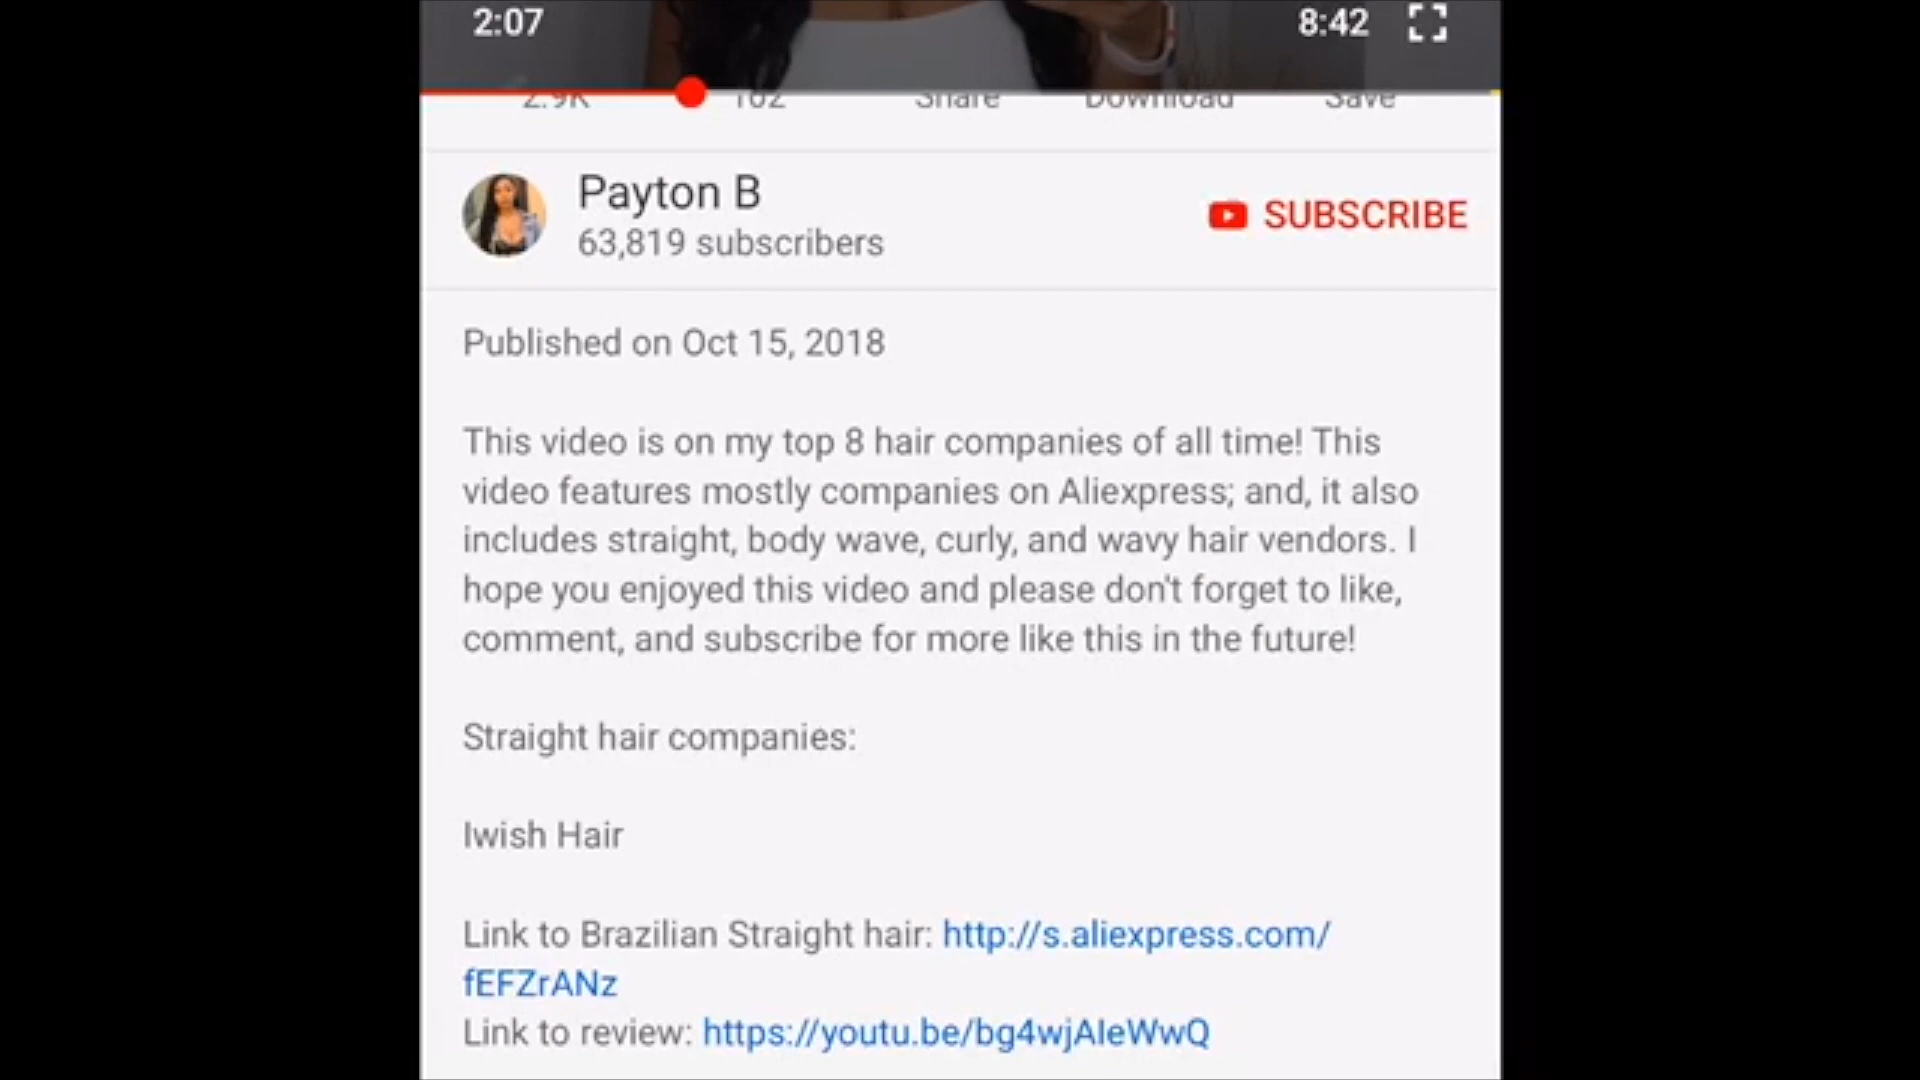 2:07 8:42
2.9K 102 Share Download Save
Payton B
63,819 subscribers
SUBSCRIBE
Published on Oct 15, 2018
This video is on my top 8 hair companies of all time! This
video features mostly companies on Aliexpress; and, it also
includes straight, body wave, curly, and wavy hair vendors. I
hope you enjoyed this video and please don't forget to like,
comment, and subscribe for more like this in the future!
Straight hair companies:
Iwish Hair
Link to Brazilian Straight hair: http://s.aliexpress.com/
fEFZrANz
Link to review: https://youtu.be/bg4wjAIeWwQ